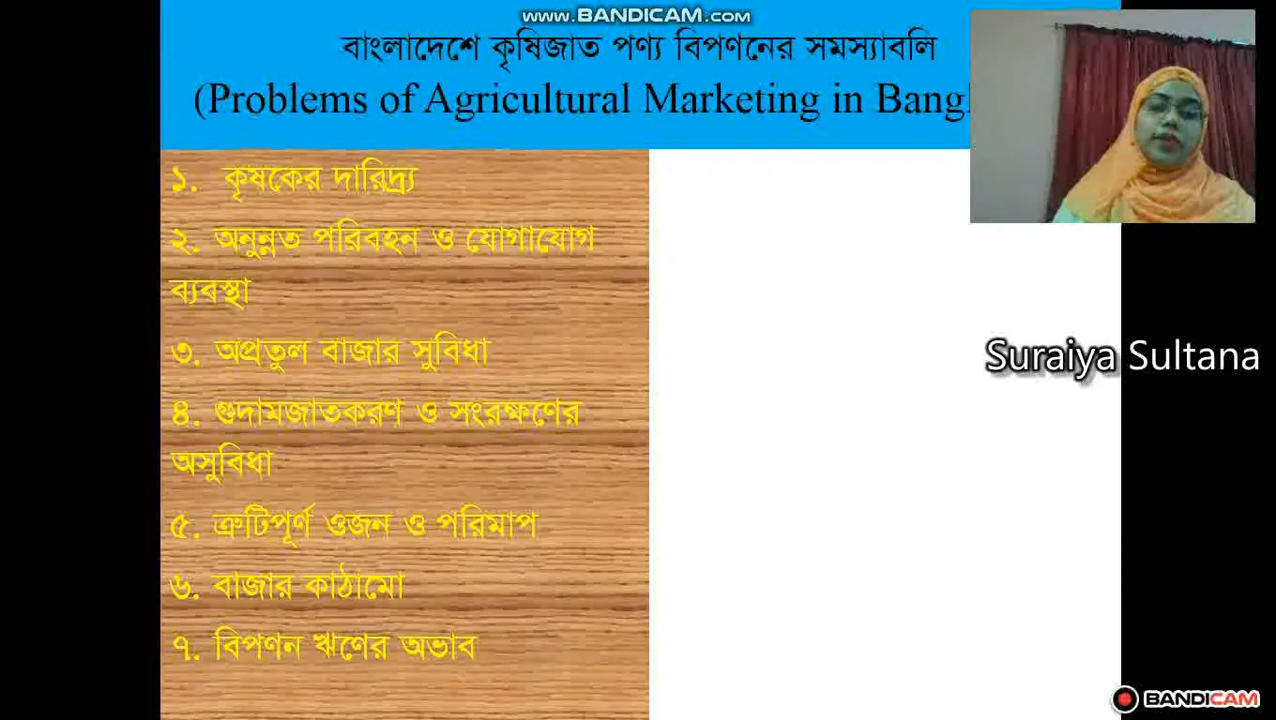 www.BANDICAM.com
বাংলাদেশে কৃষিজাত পণ্য বিপণনের সমস্যাবলি
(Problems of Agricultural Marketing in Bangl
১. কৃষকের দারিদ্র্য
২. অনুন্নত পরিবহন ও যোগাযোগ
ব্যবস্থা
৩. অপ্রতুল বাজার সুবিধা
Suraiya Sultana
৪. গুদামজাতকরণ ও সংরক্ষণের
অসুবিধা
৫. ত্রুটিপূর্ণ ওজন ও পরিমাপ
৬. বাজার কাঠামো
৭. বিপণন ঋণের অভাব
BANDICAM